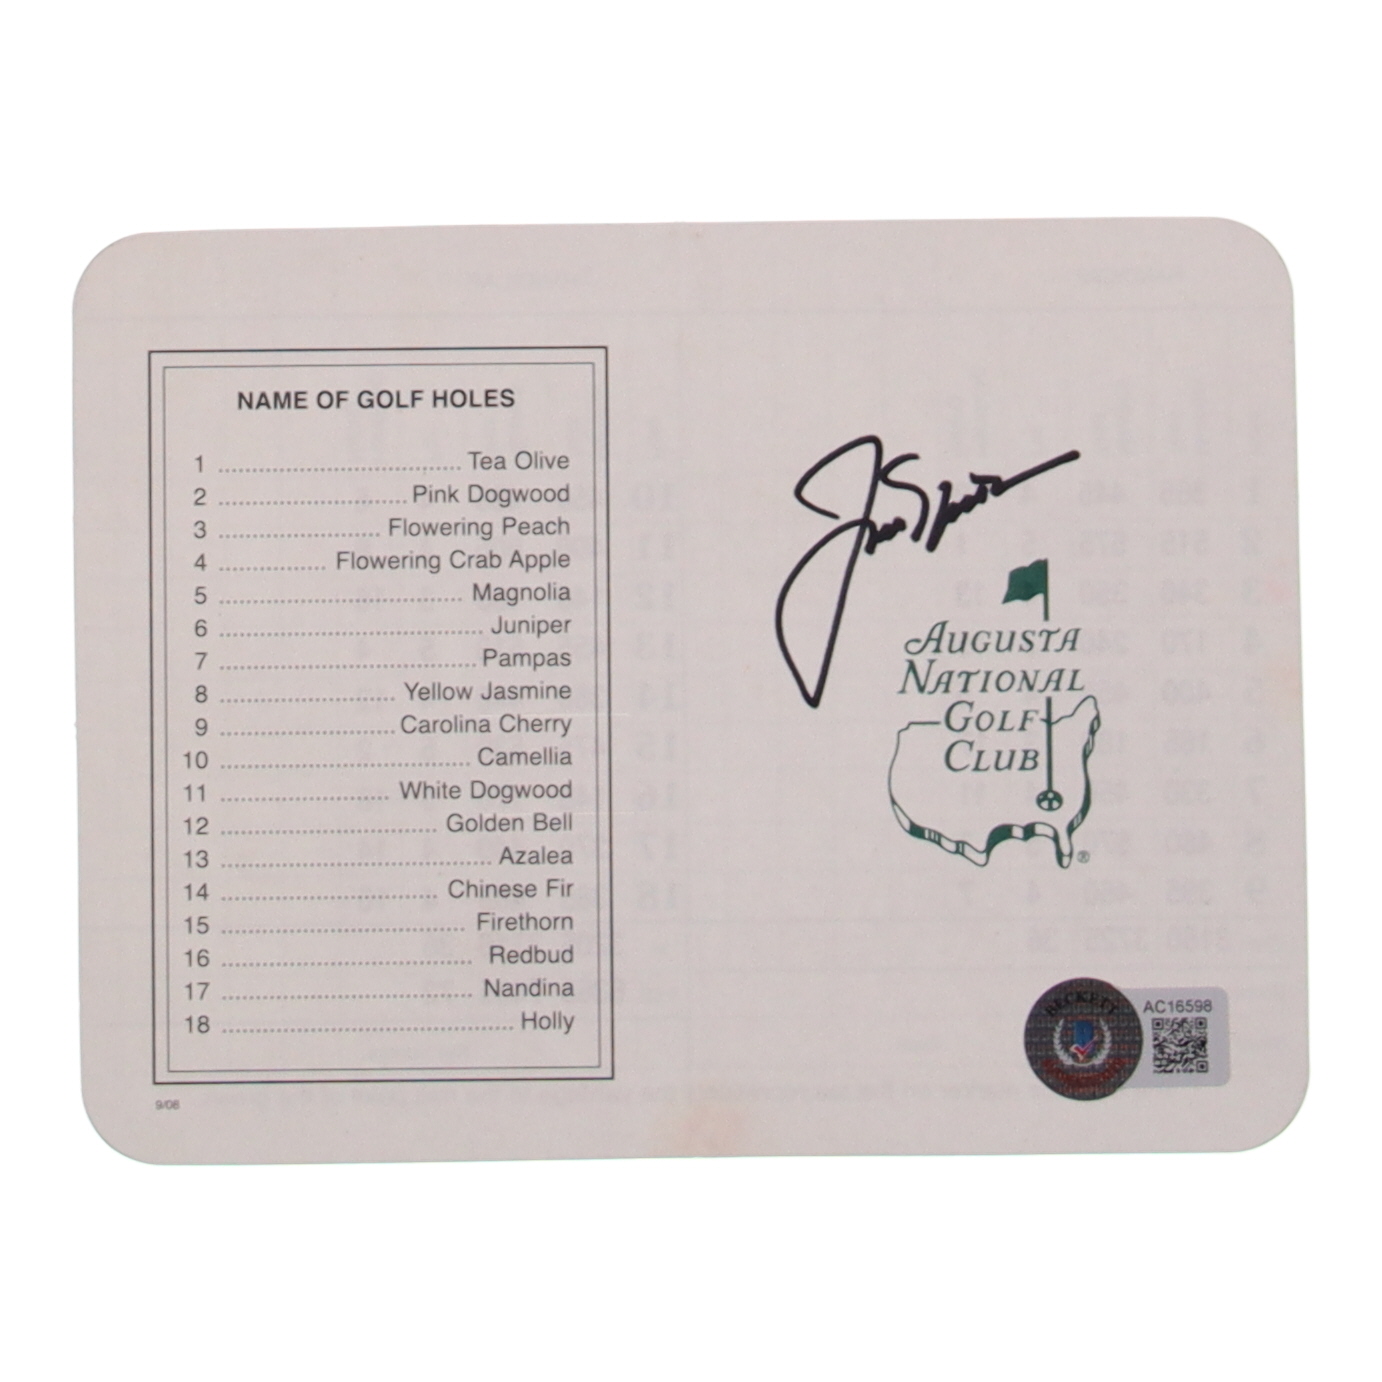 NAME OF GOLF HOLES
1 ........ Tea Olive
2 ........ Pink Dogwood
3 ........ Flowering Peach
4 ........ Flowering Crab Apple
5 ........ Magnolia
6 ........ Juniper
7 ........ Pampas
8 ........ Yellow Jasmine
9 ........ Carolina Cherry
10 ........ Camellia
11 ........ White Dogwood
12 ........ Golden Bell
13 ........ Azalea
14 ........ Chinese Fir
15 ........ Firethorn
16 ........ Redbud
17 ........ Nandina
18 ........ Holly
9/06
AUGUSTA
NATIONAL
GOLF
CLUB
®
BECKETT
AC16598